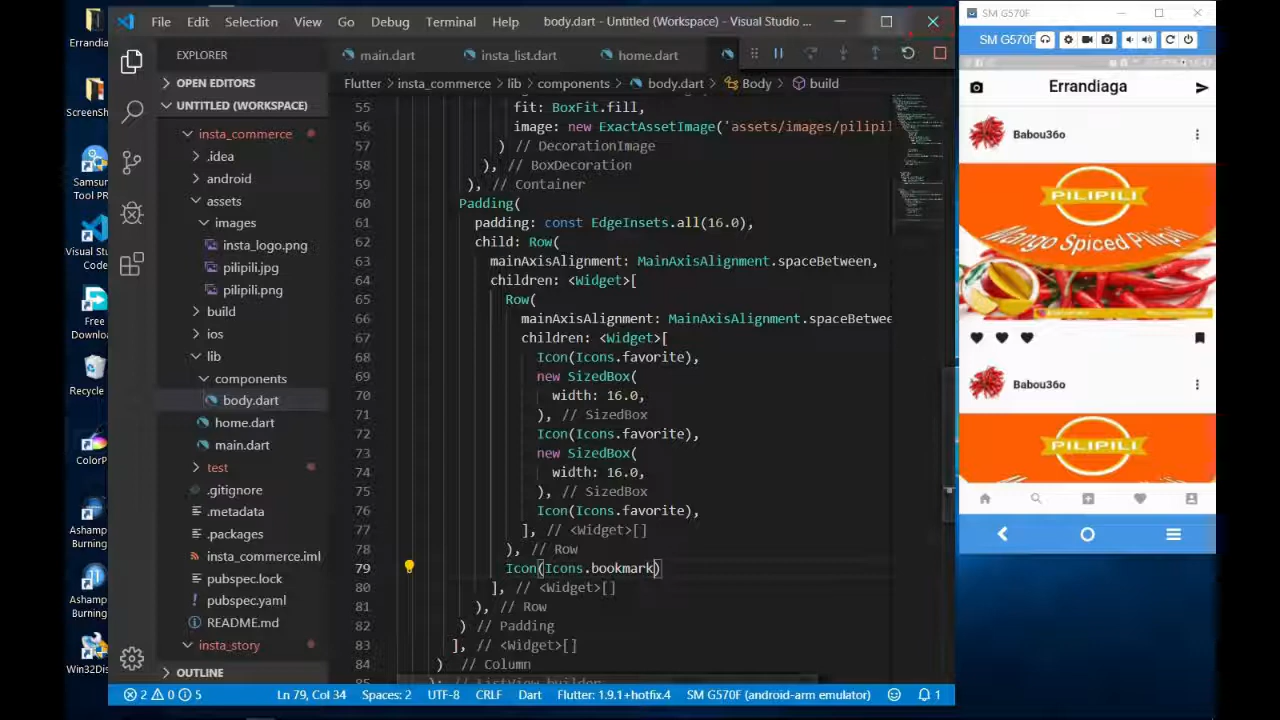 Errandia
ScreenSh
Samsun
Tool PR
Visual Stu
Code
Free
Downloa
Recycle
ColorP
Ashamp
Burning
Ashamp
Burning
Win32Dis
File Edit Selection View Go Debug Terminal Help body.dart - Untitled (Workspace) - Visual Studio ...
EXPLORER
OPEN EDITORS
UNTITLED (WORKSPACE)
insta_commerce
.idea
android
assets
images
insta_logo.png
pilipili.jpg
pilipili.png
build
ios
lib
components
body.dart
home.dart
main.dart
test
.gitignore
.metadata
.packages
insta_commerce.iml
pubspec.lock
pubspec.yaml
README.md
insta_story
OUTLINE
main.dart insta_list.dart home.dart
Flutter > insta_commerce > lib > components > body.dart > Body > build
fit: BoxFit.fill,
56 image: new ExactAssetImage('assets/images/pilipil
57 ) // DecorationImage
58 ), // BoxDecoration
59 ), // Container
Padding(
61 padding: const EdgeInsets.all(16.0),
62 child: Row(
63 mainAxisAlignment: MainAxisAlignment.spaceBetween,
64 children: <Widget>[
65 Row(
66 mainAxisAlignment: MainAxisAlignment.spaceBetwee
67 children: <Widget>[
68 Icon(Icons.favorite),
69 new SizedBox(
70 width: 16.0,
71 ), // SizedBox
72 Icon(Icons.favorite),
73 new SizedBox(
74 width: 16.0,
75 ), // SizedBox
76 Icon(Icons.favorite),
77 ], // <Widget>[]
78 ), // Row
79 Icon(Icons.bookmark)
80 ], // <Widget>[]
81 ), // Row
82 ) // Padding
83 ], // <Widget>[]
84 ) // Column
85 ); // ListView.builder
2 0 5 Ln 79, Col 34 Spaces: 2 UTF-8 CRLF Dart Flutter: 1.9.1+hotfix.4 SM G570F (android-arm emulator) 1
SM G570F
SM G570F
Errandiaga
Babou36o
PILIPILI
Mango Spiced Pilipili
Babou36o
PILIPILI